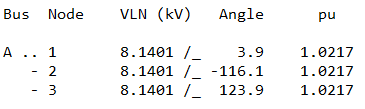 Bus Node VLN (kV) Angle pu
A .. 1 8.1401 /_ 3.9 1.0217
- 2 8.1401 /_ -116.1 1.0217
- 3 8.1401 /_ 123.9 1.0217